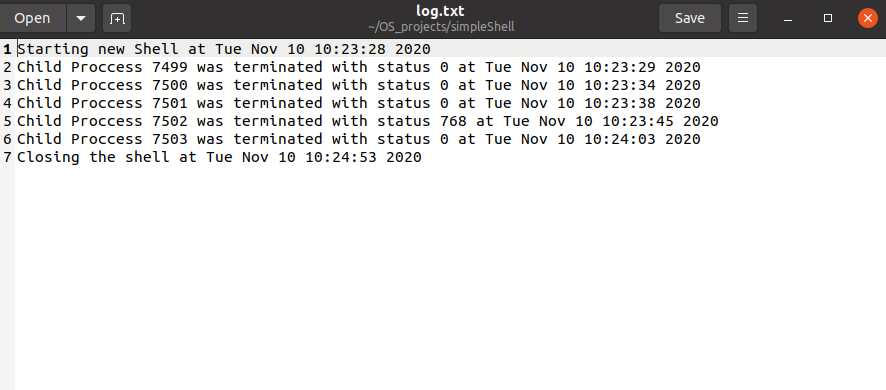 Open
log.txt
~/OS_projects/simpleShell
Save
1 Starting new Shell at Tue Nov 10 10:23:28 2020
2 Child Proccess 7499 was terminated with status 0 at Tue Nov 10 10:23:29 2020
3 Child Proccess 7500 was terminated with status 0 at Tue Nov 10 10:23:34 2020
4 Child Proccess 7501 was terminated with status 0 at Tue Nov 10 10:23:38 2020
5 Child Proccess 7502 was terminated with status 768 at Tue Nov 10 10:23:45 2020
6 Child Proccess 7503 was terminated with status 0 at Tue Nov 10 10:24:03 2020
7 Closing the shell at Tue Nov 10 10:24:53 2020